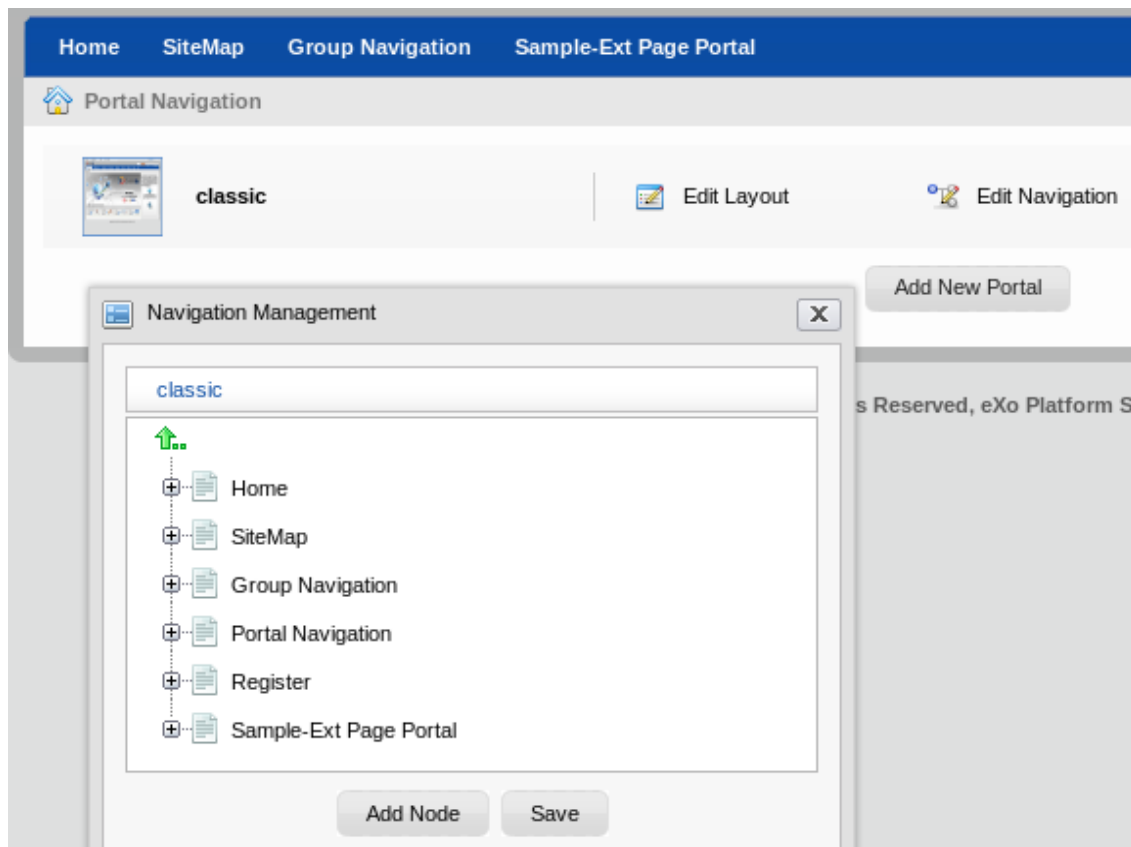 Home SiteMap Group Navigation Sample-Ext Page Portal
Portal Navigation
classic Edit Layout Edit Navigation
Add New Portal
Navigation Management
classic
s Reserved, eXo Platform S
Home
SiteMap
Group Navigation
Portal Navigation
Register
Sample-Ext Page Portal
Add Node Save